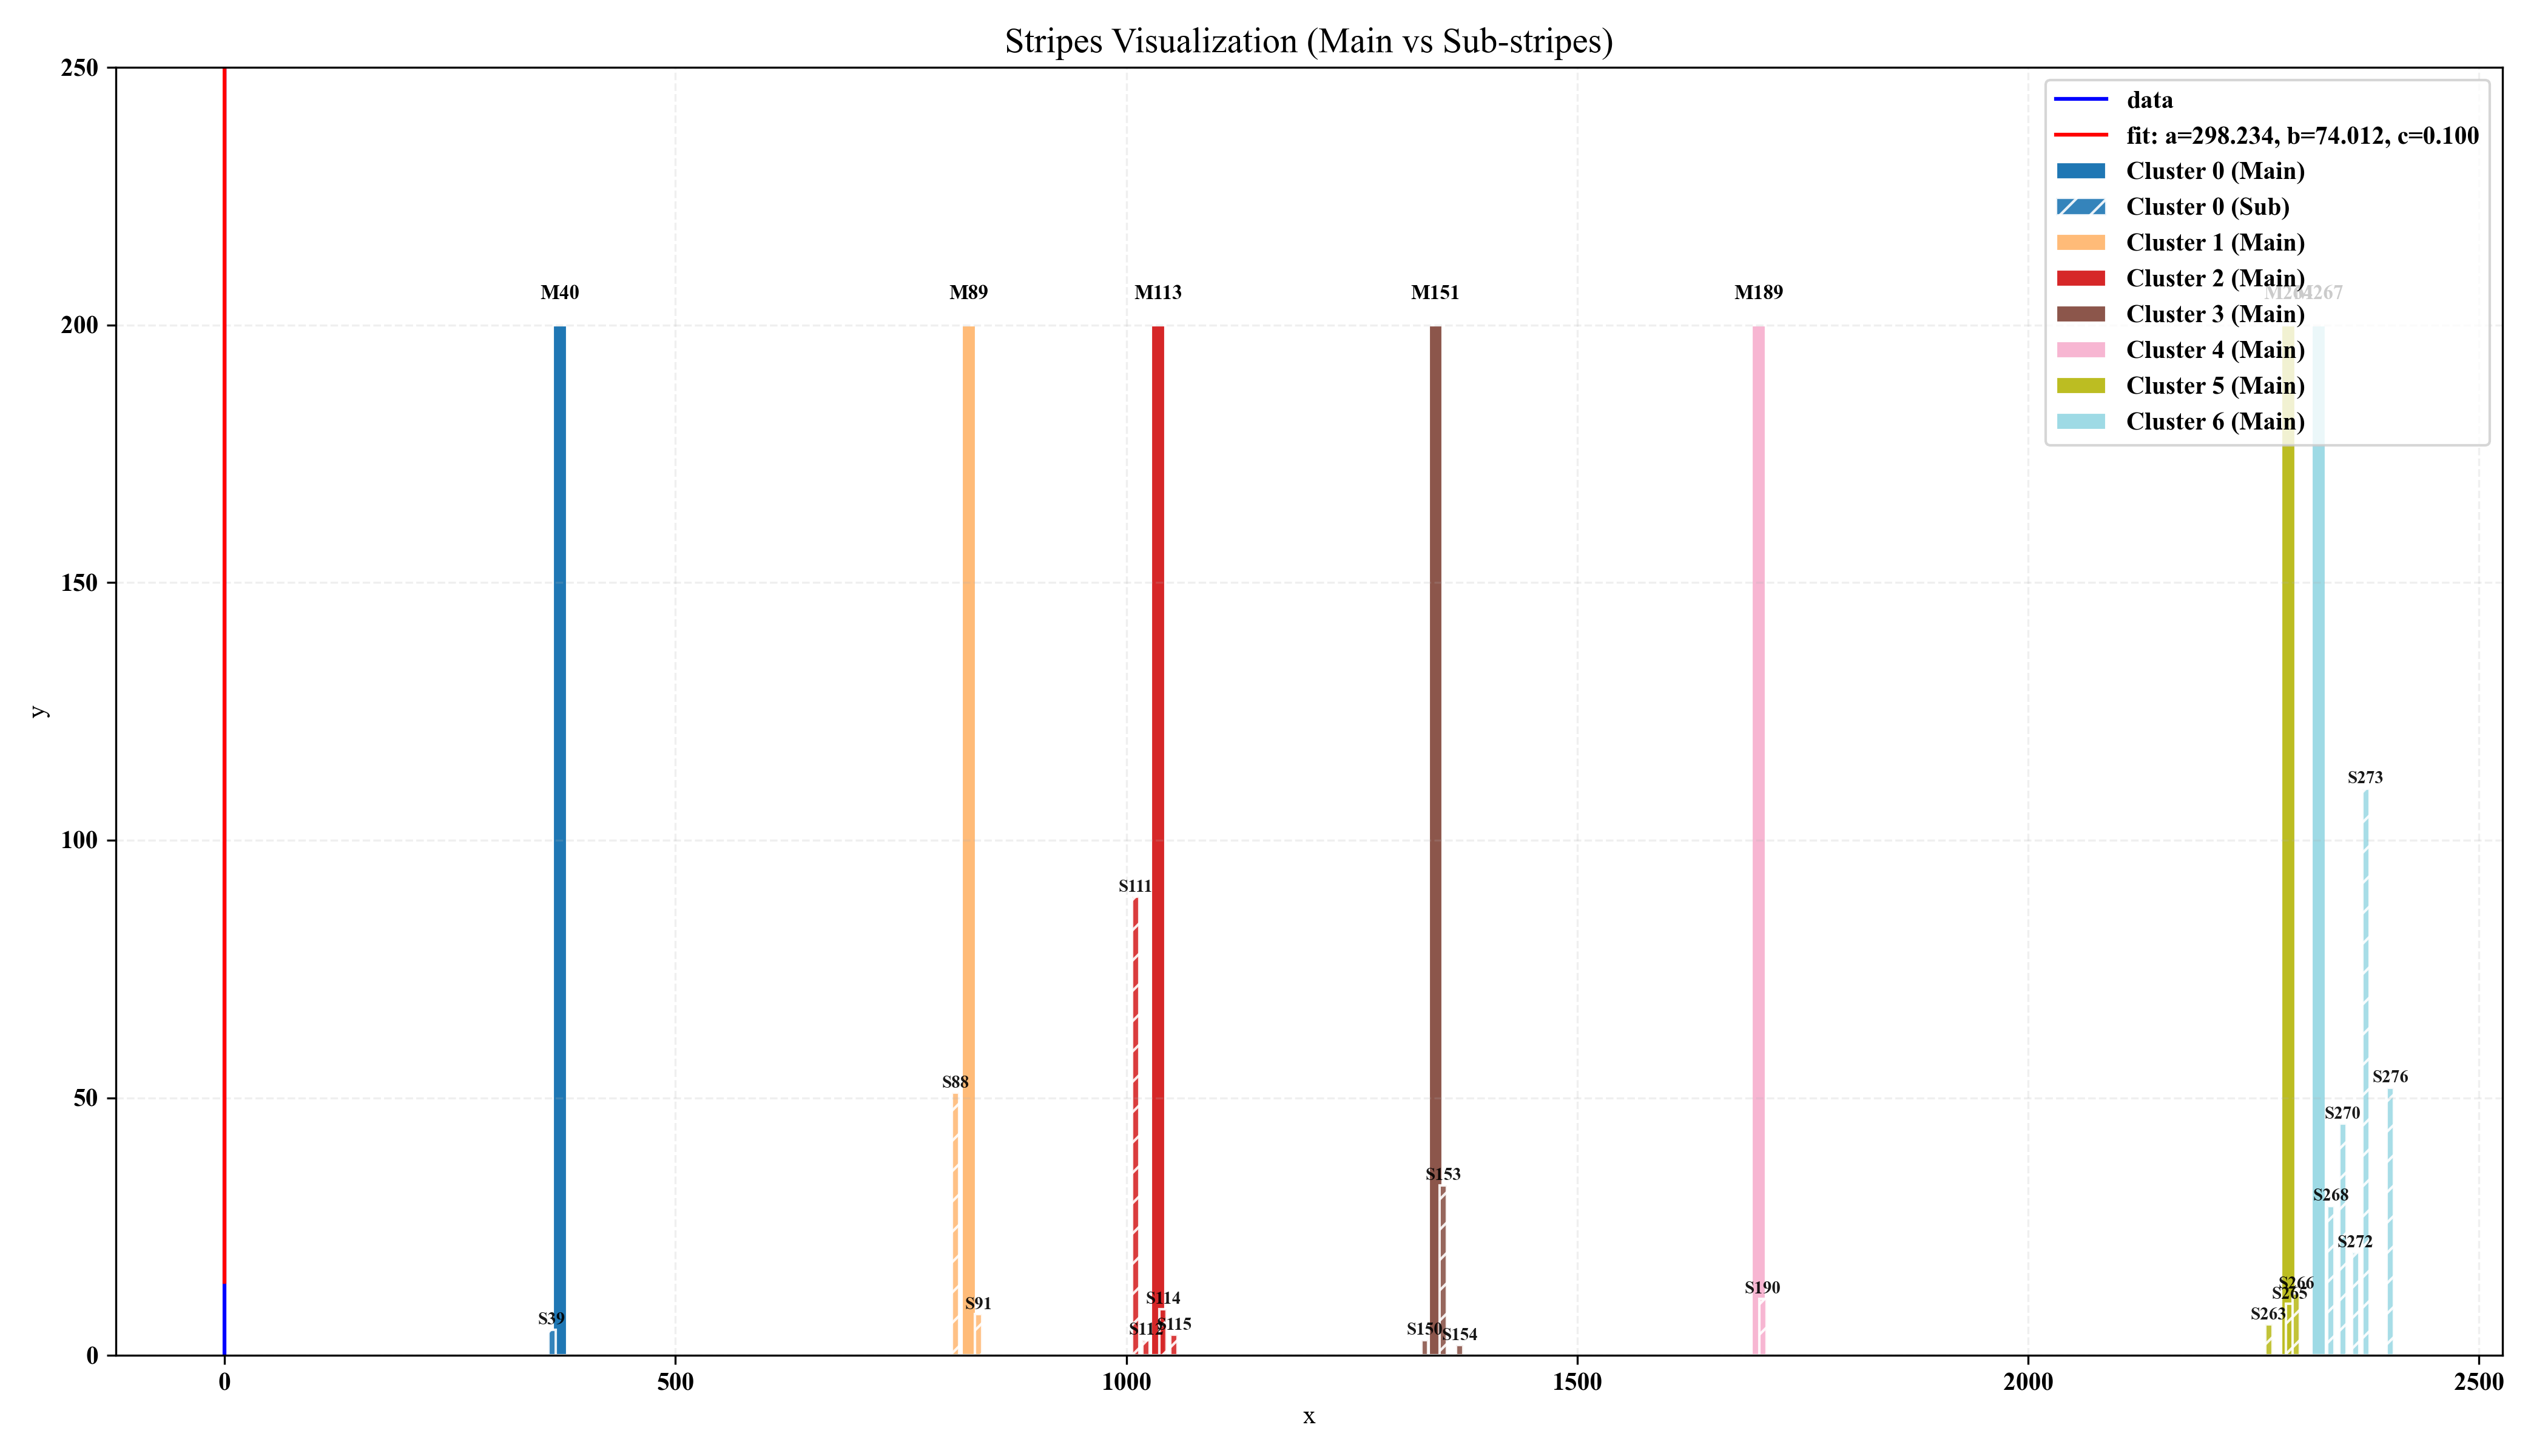 Stripes Visualization (Main vs Sub-stripes)
250
200
150
100
50
0
y
data
fit: a=298.234, b=74.012, c=0.100
Cluster 0 (Main)
Cluster 0 (Sub)
Cluster 1 (Main)
Cluster 2 (Main)
Cluster 3 (Main)
Cluster 4 (Main)
Cluster 5 (Main)
Cluster 6 (Main)
M40
M89
M113
M151
M189
M264
M267
S273
S111
S88
S276
S270
S153
S268
S272
S39
S91
S112
S114
S115
S150
S154
S190
S263
S265
S266
0
500
1000
1500
2000
2500
x